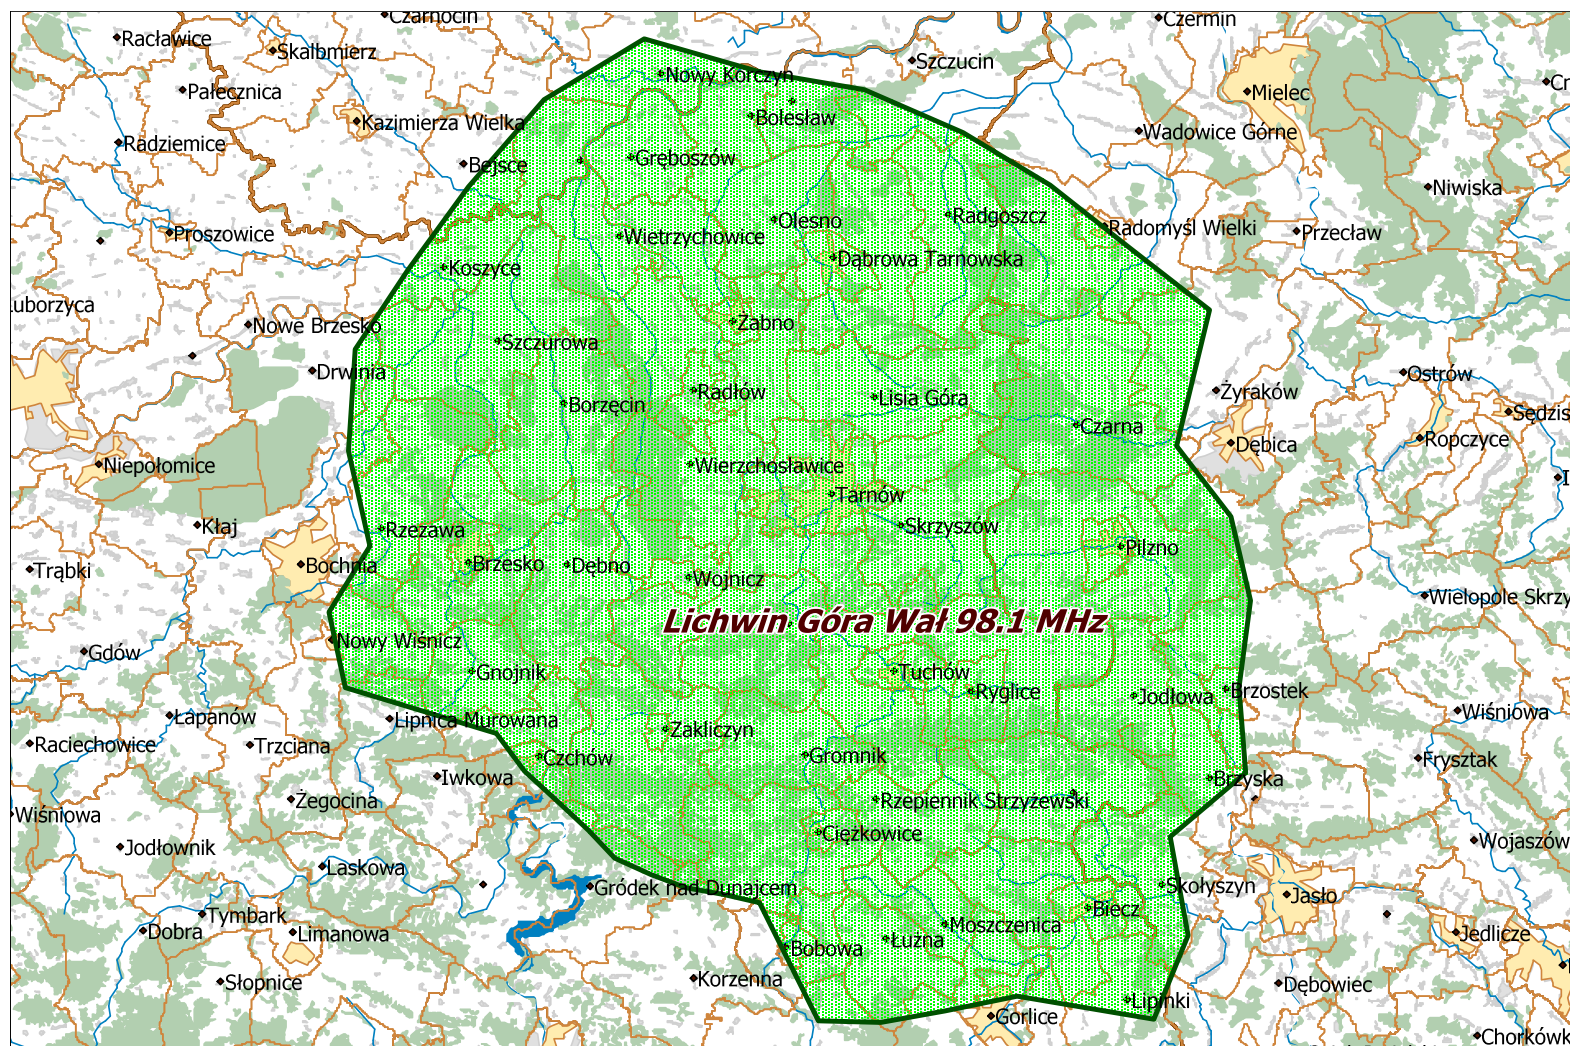 Czarnocin
Czermin
Racławice
Skalbmierz
Szczucin
Nowy Korczyn
Pałecznica
Mielec
Bolesław
Kazimierza Wielka
Wadowice Górne
Radziemice
Bejsce
Gręboszów
Niwiska
Radgoszcz
Olesno
Radomyśl Wielki
Przecław
Proszowice
Wietrzychowice
Dąbrowa Tarnowska
Koszyce
Luborzyca
Nowe Brzesko
Żabno
Szczurowa
Drwinia
Ostrów
Radłów
Żyraków
Lisia Góra
Borzęcin
Sędzis
Czarna
Ropczyce
Dębica
Niepołomice
Wierzchosławice
Tarnów
Kłaj
Rzezawa
Skrzyszów
Pilzno
Bochnia
Brzesko
Dębno
Trąbki
Wojnicz
Wielopole Skrzy
Lichwin Góra Wał 98.1 MHz
Nowy Wiśnicz
Gdów
Gnojnik
Tuchów
Ryglice
Jodłowa
Brzostek
Łapanów
Lipnica Murowana
Wiśniowa
Zakliczyn
Raciechowice
Trzciana
Gromnik
Czchów
Frysztak
Iwkowa
Brzyska
Żegocina
Rzepiennik Strzyżewski
Wiśniowa
Ciężkowice
Jodłownik
Wojaszów
Laskowa
Gródek nad Dunajcem
Skołyszyn
Jasło
Biecz
Tymbark
Moszczenica
Dobra
Limanowa
Łużna
Jedlicze
Bobowa
Korzenna
Słopnice
Dębowiec
Lipinki
Gorlice
Chorkówk